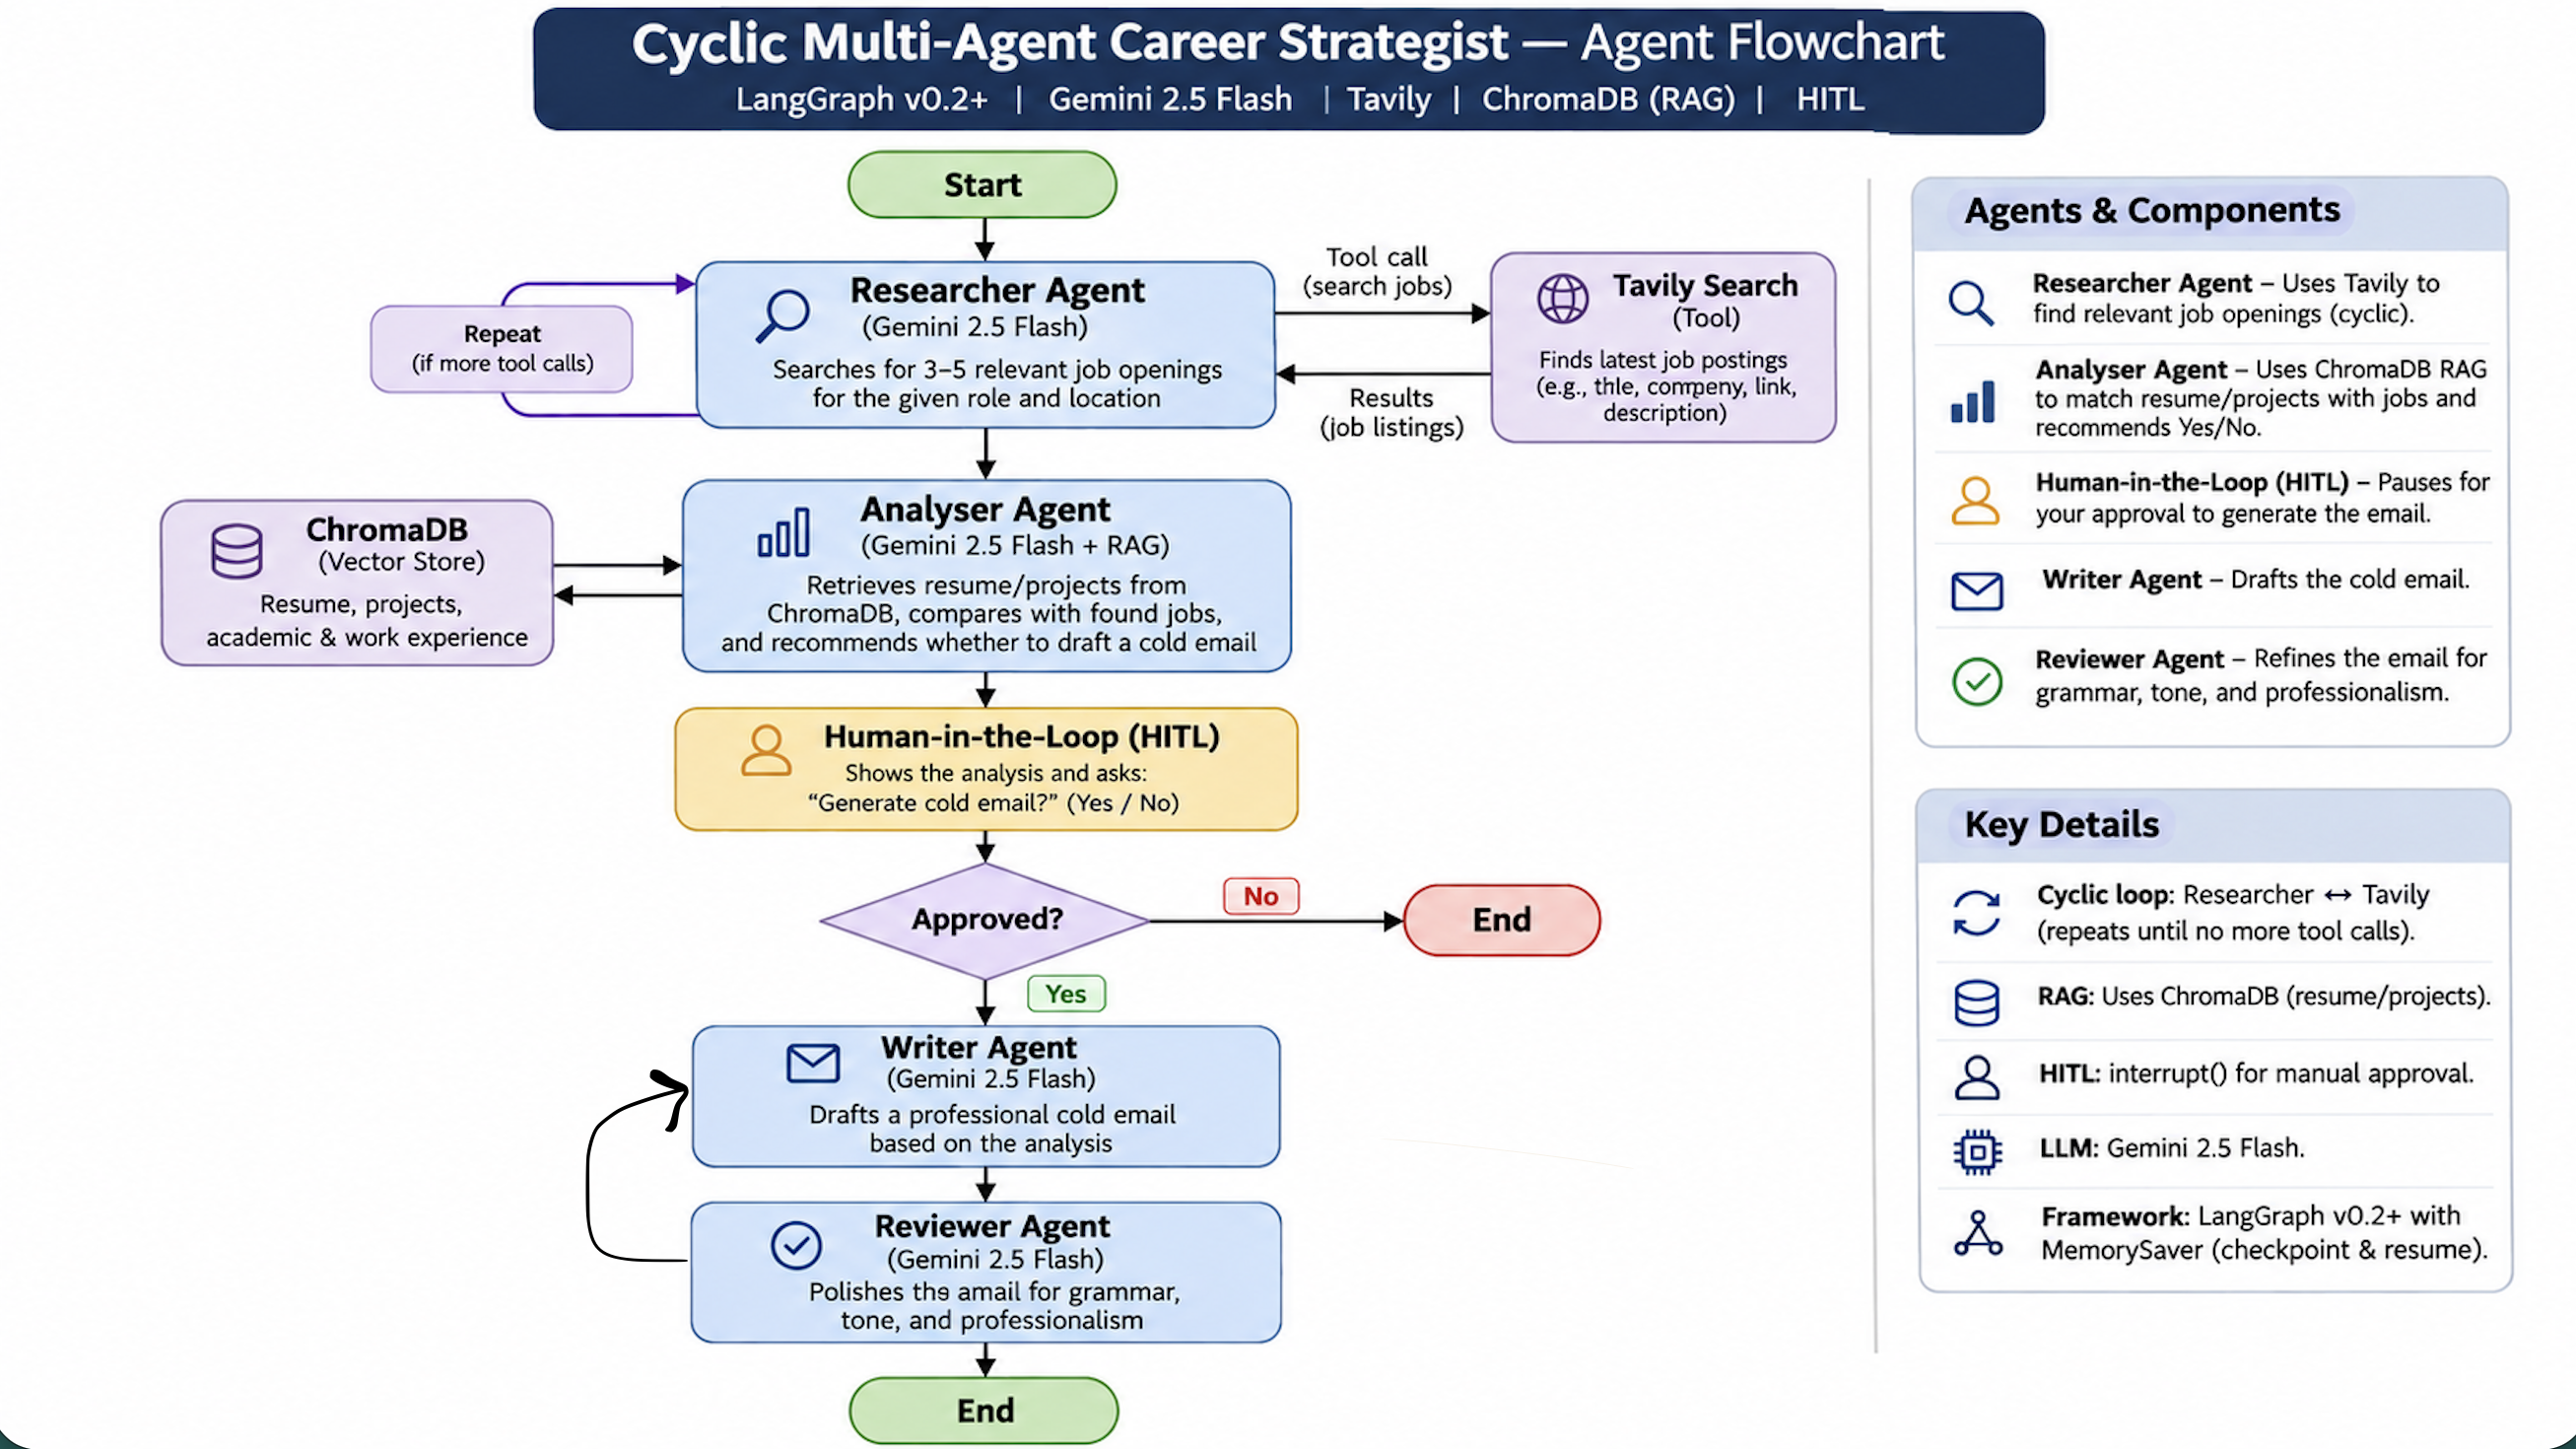 Cyclic Multi-Agent Career Strategist — Agent Flowchart
LangGraph v0.2+ | Gemini 2.5 Flash | Tavily | ChromaDB (RAG) | HITL
Start
Repeat
(if more tool calls)
Researcher Agent
(Gemini 2.5 Flash)
Searches for 3–5 relevant job openings
for the given role and location
Tool call
(search jobs)
Results
(job listings)
Tavily Search
(Tool)
Finds latest job postings
(e.g., thle, compeny, link,
description)
ChromaDB
(Vector Store)
Resume, projects,
academic & work experience
Analyser Agent
(Gemini 2.5 Flash + RAG)
Retrieves resume/projects from
ChromaDB, compares with found jobs,
and recommends whether to draft a cold email
Human-in-the-Loop (HITL)
Shows the analysis and asks:
“Generate cold email?” (Yes / No)
Approved?
No
End
Yes
Writer Agent
(Gemini 2.5 Flash)
Drafts a professional cold email
based on the analysis
Reviewer Agent
(Gemini 2.5 Flash)
Polishes the amail for grammar,
tone, and professionalism
End
Agents & Components
Researcher Agent – Uses Tavily to
find relevant job openings (cyclic).
Analyser Agent – Uses ChromaDB RAG
to match resume/projects with jobs and
recommends Yes/No.
Human-in-the-Loop (HITL) – Pauses for
your approval to generate the email.
Writer Agent – Drafts the cold email.
Reviewer Agent – Refines the email for
grammar, tone, and professionalism.
Key Details
Cyclic loop: Researcher ↔ Tavily
(repeats until no more tool calls).
RAG: Uses ChromaDB (resume/projects).
HITL: interrupt() for manual approval.
LLM: Gemini 2.5 Flash.
Framework: LangGraph v0.2+ with
MemorySaver (checkpoint & resume).